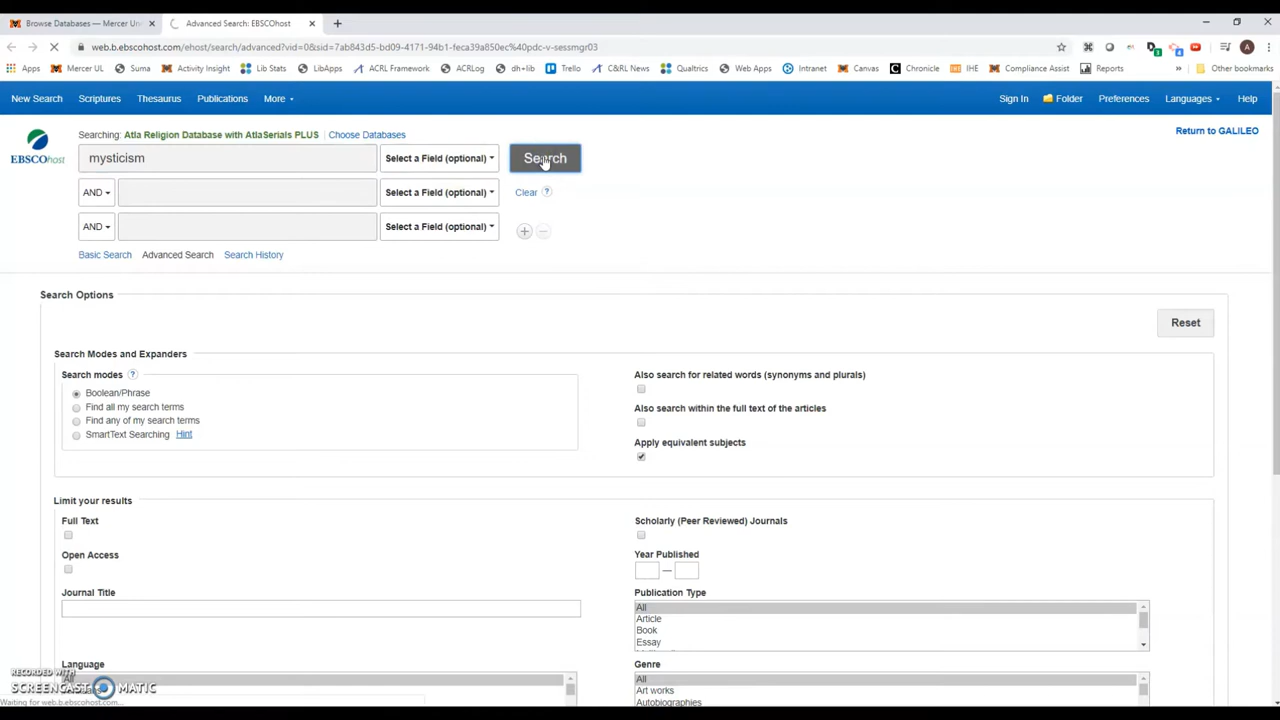 Browse Databases — Mercer Un
Advanced Search: EBSCOhost
web.b.ebscohost.com/ehost/search/advanced?vid=0&sid=7ab843d5-bd09-4171-94b1-feca39a850ec%40pdc-v-sessmgr03
Apps Mercer UL Suma Activity Insight Lib Stats LibApps ACRL Framework ACRLog dh+lib Trello C&RL News Qualtrics Web Apps Intranet Canvas Chronicle IHE Compliance Assist Reports » Other bookmarks
New Search Scriptures Thesaurus Publications More Sign In Folder Preferences Languages Help
Searching: Atla Religion Database with AtlaSerials PLUS Choose Databases Return to GALILEO
EBSCOhost
mysticism Select a Field (optional) Search
AND Select a Field (optional) Clear ?
AND Select a Field (optional) + −
Basic Search Advanced Search Search History
Search Options
Reset
Search Modes and Expanders
Search modes ?
Boolean/Phrase
Find all my search terms
Find any of my search terms
SmartText Searching Hint
Also search for related words (synonyms and plurals)
Also search within the full text of the articles
Apply equivalent subjects
Limit your results
Full Text
Scholarly (Peer Reviewed) Journals
Open Access
Year Published
—
Journal Title
Publication Type
All
Article
Book
Essay
Language
All
Genre
All
Art works
Autobiographies
RECORDED WITH
SCREENCAST MATIC
Waiting for web.b.ebscohost.com...